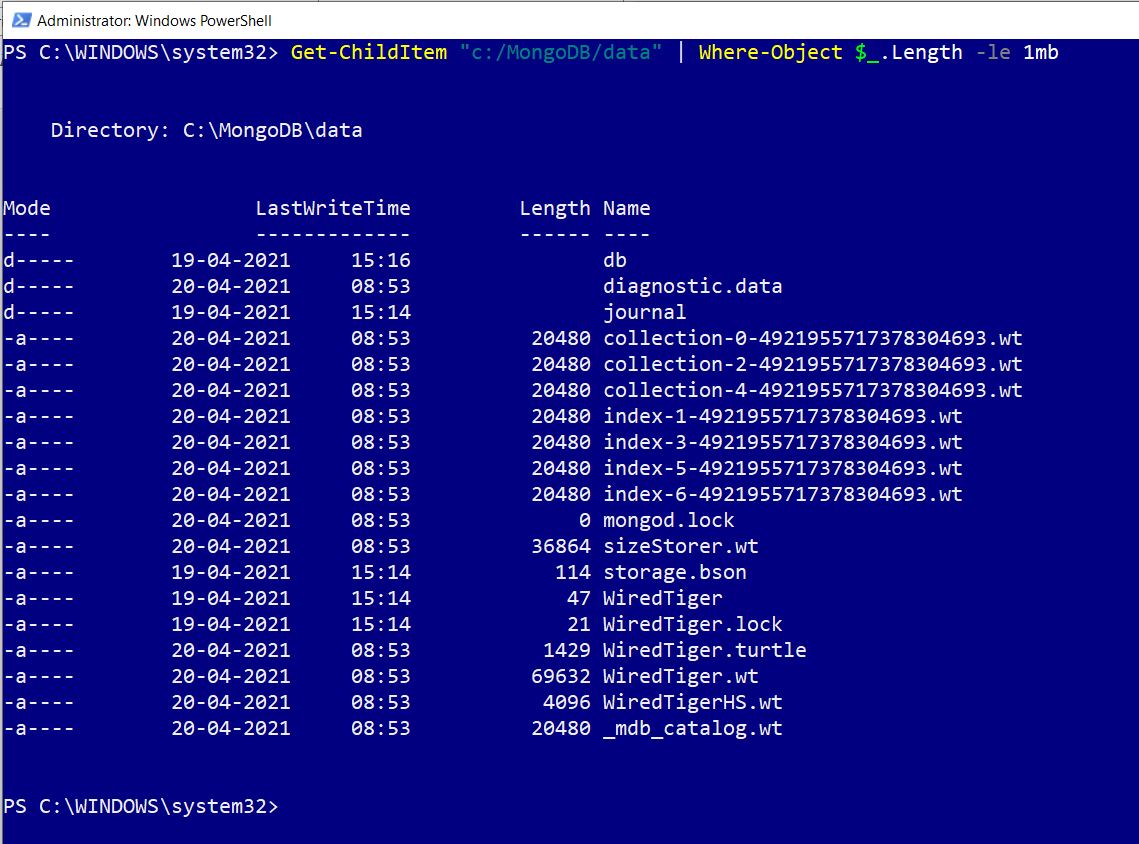 Administrator: Windows PowerShell
PS C:\WINDOWS\system32> Get-ChildItem "c:/MongoDB/data" | Where-Object $_.Length -le 1mb
Directory: C:\MongoDB\data
Mode LastWriteTime Length Name
---- ------------- ------ ----
d----- 19-04-2021 15:16 db
d----- 20-04-2021 08:53 diagnostic.data
d----- 19-04-2021 15:14 journal
-a---- 20-04-2021 08:53 20480 collection-0-4921955717378304693.wt
-a---- 20-04-2021 08:53 20480 collection-2-4921955717378304693.wt
-a---- 20-04-2021 08:53 20480 collection-4-4921955717378304693.wt
-a---- 20-04-2021 08:53 20480 index-1-4921955717378304693.wt
-a---- 20-04-2021 08:53 20480 index-3-4921955717378304693.wt
-a---- 20-04-2021 08:53 20480 index-5-4921955717378304693.wt
-a---- 20-04-2021 08:53 20480 index-6-4921955717378304693.wt
-a---- 20-04-2021 08:53 0 mongod.lock
-a---- 20-04-2021 08:53 36864 sizeStorer.wt
-a---- 19-04-2021 15:14 114 storage.bson
-a---- 19-04-2021 15:14 47 WiredTiger
-a---- 19-04-2021 15:14 21 WiredTiger.lock
-a---- 20-04-2021 08:53 1429 WiredTiger.turtle
-a---- 20-04-2021 08:53 69632 WiredTiger.wt
-a---- 20-04-2021 08:53 4096 WiredTigerHS.wt
-a---- 20-04-2021 08:53 20480 _mdb_catalog.wt
PS C:\WINDOWS\system32>